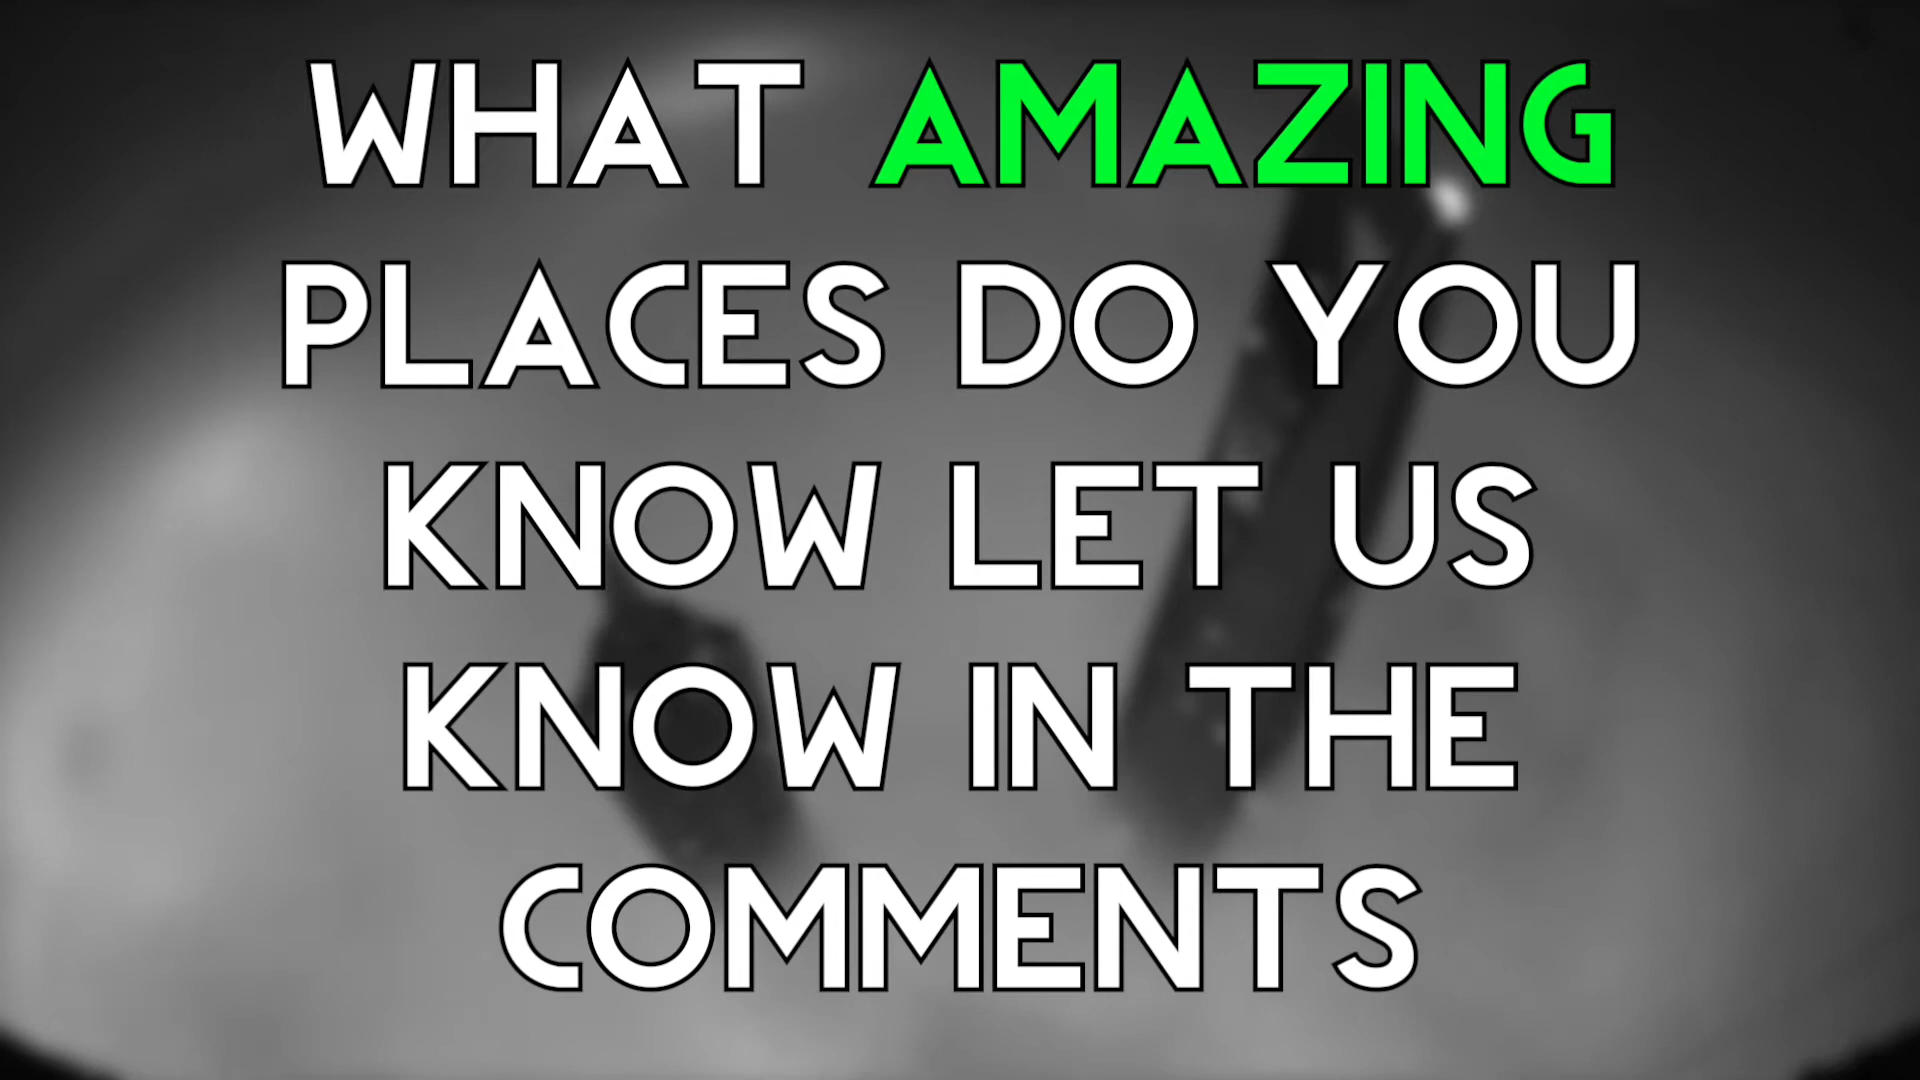 WHAT AMAZING
PLACES DO YOU
KNOW LET US
KNOW IN THE
COMMENTS